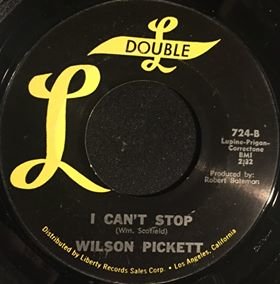 DOUBLE L
L
724-B
Lupine-Prigan-
Correctone
BMI
2:32
Produced by:
Robert Bateman
I CAN'T STOP
(Wm. Scofield)
WILSON PICKETT
Distributed by Liberty Records Sales Corp. • Los Angeles, California